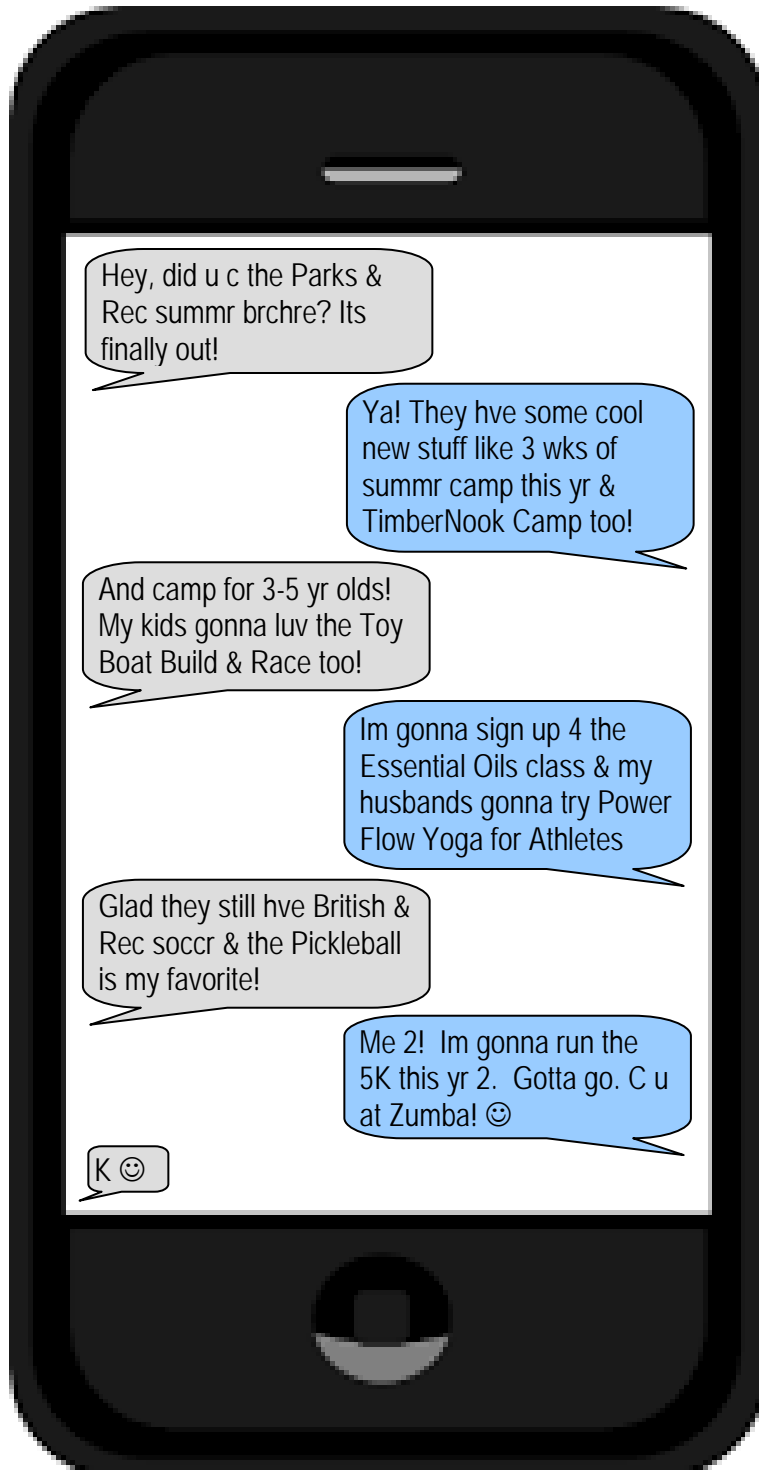 Hey, did u c the Parks &
Rec summr brchre? Its
finally out!
Ya! They hve some cool
new stuff like 3 wks of
summr camp this yr &
TimberNook Camp too!
And camp for 3-5 yr olds!
My kids gonna luv the Toy
Boat Build & Race too!
Im gonna sign up 4 the
Essential Oils class & my
husbands gonna try Power
Flow Yoga for Athletes
Glad they still hve British &
Rec soccr & the Pickleball
is my favorite!
Me 2!  Im gonna run the
5K this yr 2.  Gotta go. C u
at Zumba! ☺
K ☺